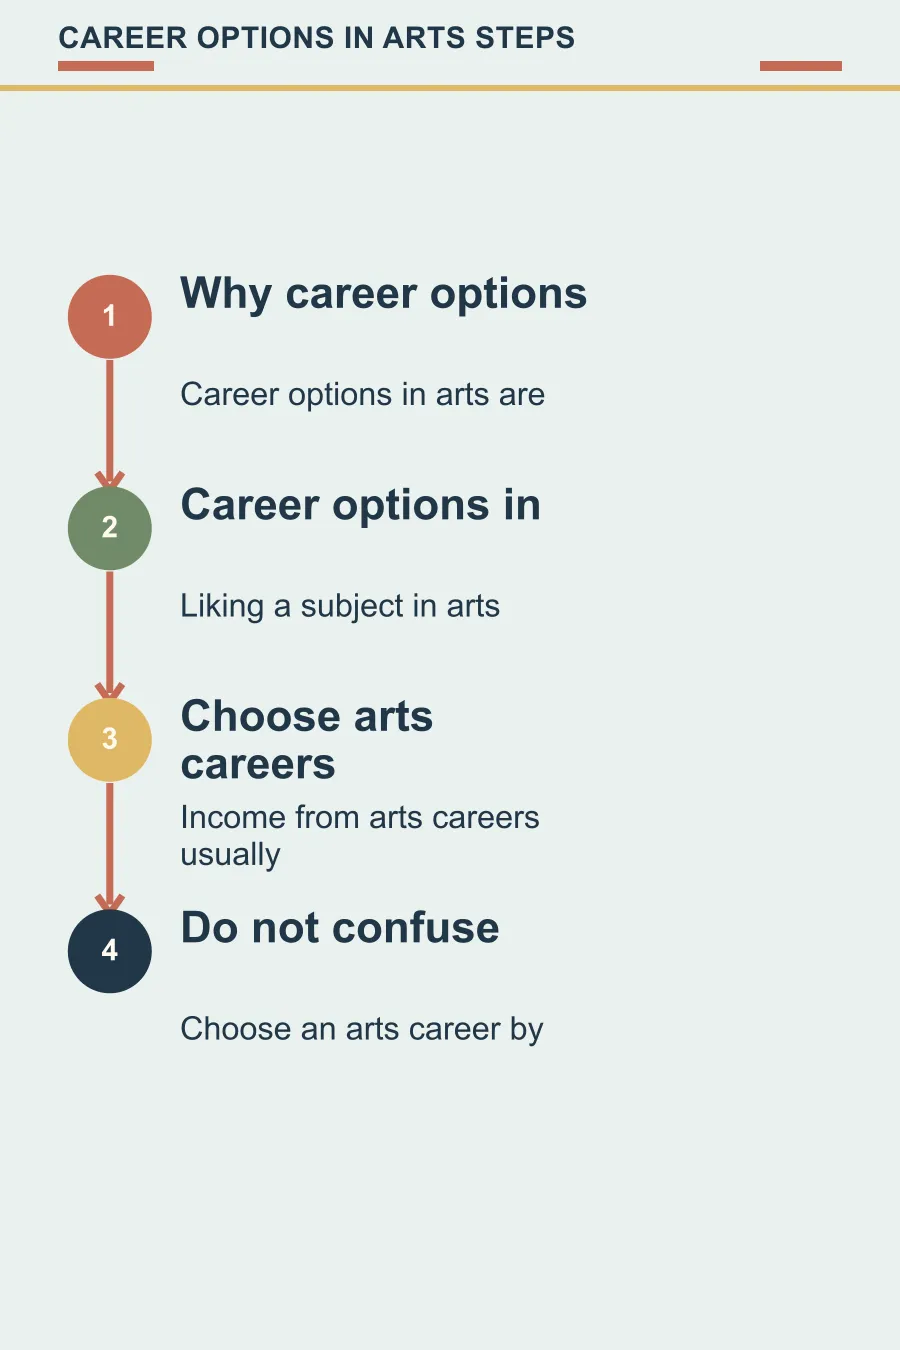 CAREER OPTIONS IN ARTS STEPS
1
Why career options
Career options in arts are
2
Career options in
Liking a subject in arts
3
Choose arts
careers
Income from arts careers
usually
4
Do not confuse
Choose an arts career by